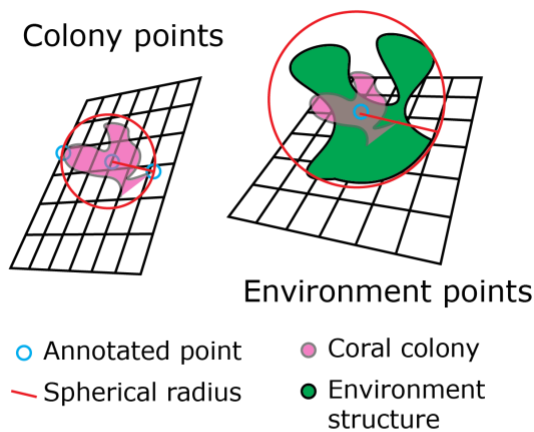 Colony points
Environment points
Annotated point
Spherical radius
Coral colony
Environment
structure